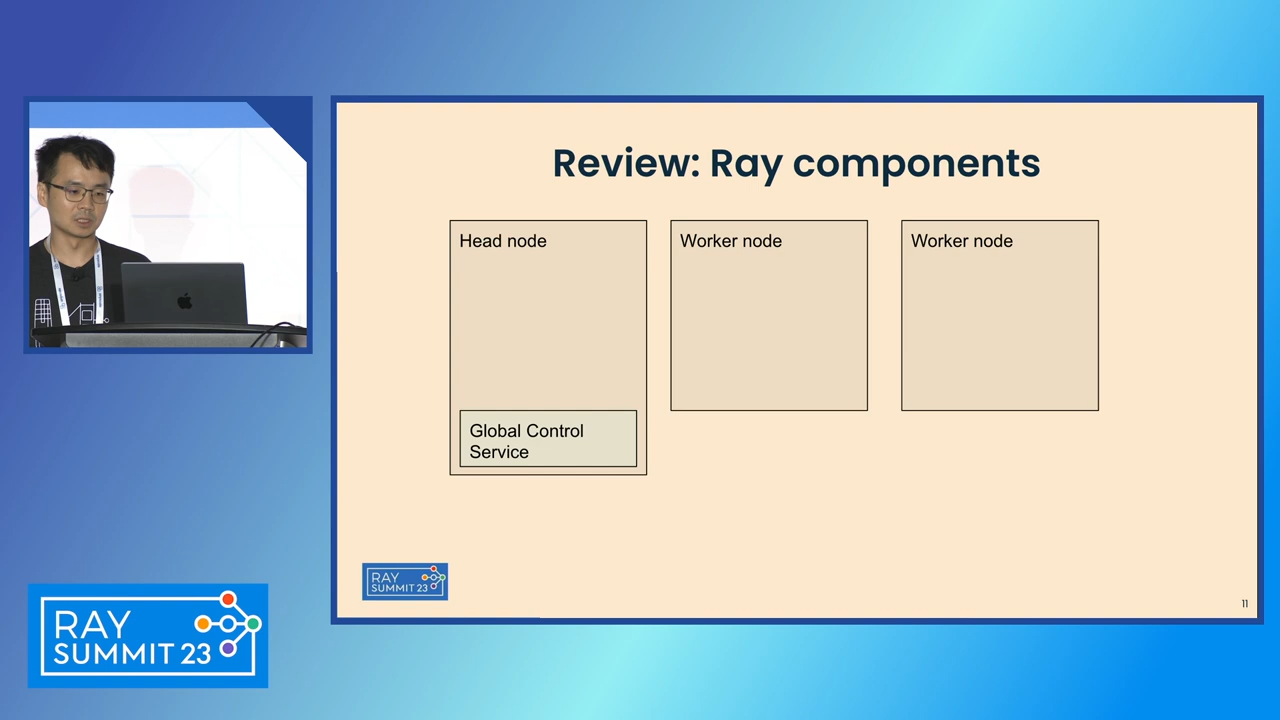 Review: Ray components
Head node
Worker node
Worker node
Global Control
Service
RAY
SUMMIT 23
11
RAY
SUMMIT 23